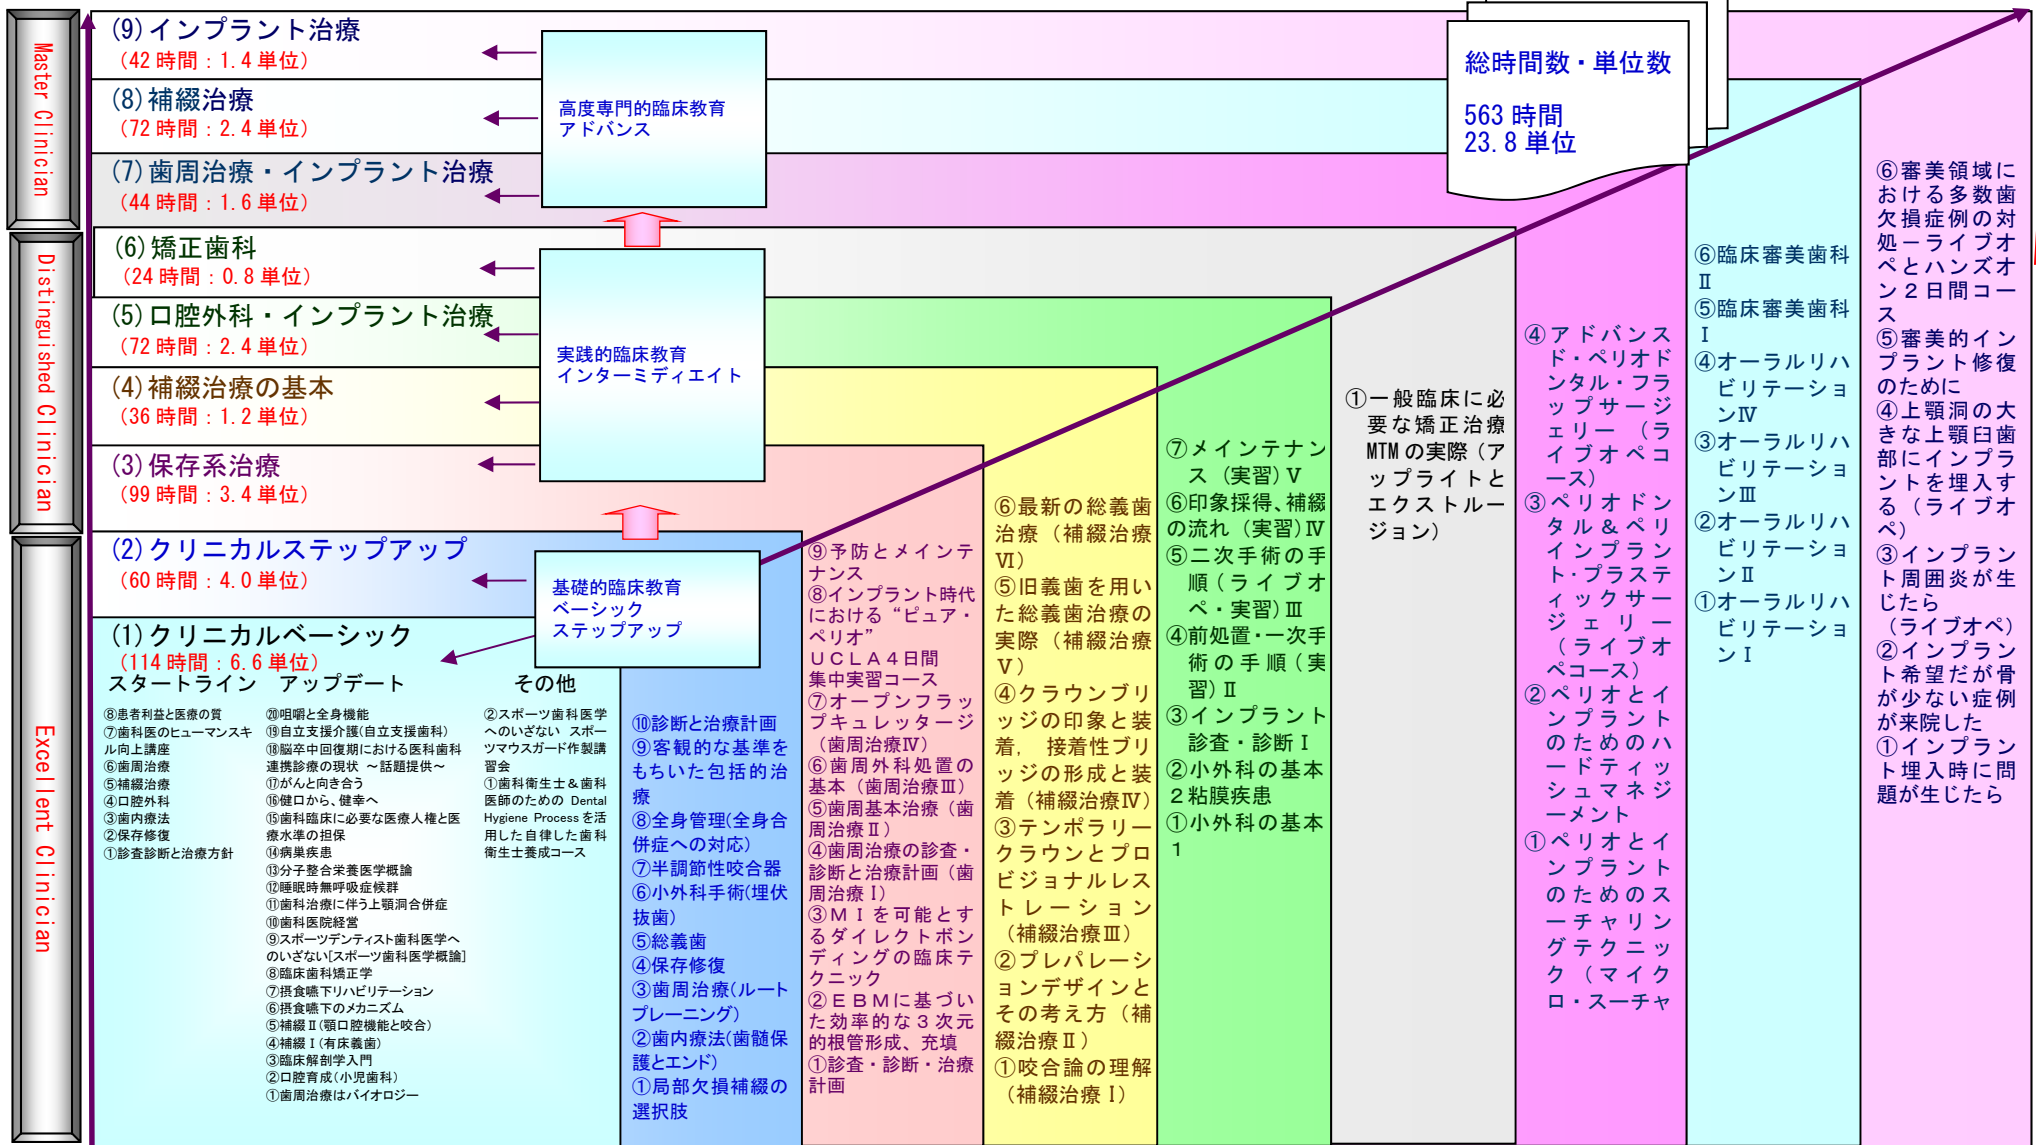 Master Clinician
Distinguished Clinician
Excellent Clinician
(9)インプラント治療
(42時間：1.4単位)
(8)補綴治療
(72時間：2.4単位)
(7)歯周治療・インプラント治療
(44時間：1.6単位)
(6)矯正歯科
(24時間：0.8単位)
(5)口腔外科・インプラント治療
(72時間：2.4単位)
(4)補綴治療の基本
(36時間：1.2単位)
(3)保存系治療
(99時間：3.4単位)
(2)クリニカルステップアップ
(60時間：4.0単位)
(1)クリニカルベーシック
(114時間：6.6単位)
高度専門的臨床教育
アドバンス
実践的臨床教育
インターミディエイト
基礎的臨床教育
ベーシック
ステップアップ
総時間数・単位数
563時間
23.8単位
スタートライン
⑧患者利益と医療の質
⑦歯科医のヒューマンスキ
ル向上講座
⑥歯周治療
⑤補綴治療
④口腔外科
③歯内療法
②保存修復
①診査診断と治療方針
アップデート
⑳咀嚼と全身機能
⑲自立支援介護(自立支援歯科)
⑱脳卒中回復期における医科歯科
連携診療の現状 ～話題提供～
⑰がんと向き合う
⑯健口から、健幸へ
⑮歯科臨床に必要な医療人権と医
療水準の担保
⑭病巣疾患
⑬分子整合栄養医学概論
⑫睡眠時無呼吸症候群
⑪歯科治療に伴う上顎洞合併症
⑩歯科医院経営
⑨スポーツデンティスト歯科医学へ
のいざない[スポーツ歯科医学概論]
⑧臨床歯科矯正学
⑦摂食嚥下リハビリテーション
⑥摂食嚥下のメカニズム
⑤補綴Ⅱ(顎口腔機能と咬合)
④補綴Ⅰ(有床義歯)
③臨床解剖学入門
②口腔育成(小児歯科)
①歯周治療はバイオロジー
その他
②スポーツ歯科医学
へのいざない スポー
ツマウスガード作製講
習会
①歯科衛生士＆歯科
医師のための Dental
Hygiene Process を活
用した自律した歯科
衛生士養成コース
⑩診断と治療計画
⑨客観的な基準を
もちいた包括的治
療
⑧全身管理(全身合
併症への対応)
⑦半調節性咬合器
⑥小外科手術(埋伏
抜歯)
⑤総義歯
④保存修復
③歯周治療(ルート
プレーニング)
②歯内療法(歯髄保
護とエンド)
①局部欠損補綴の
選択肢
⑨予防とメインテ
ナンス
⑧インプラント時代
における“ピュア・
ペリオ”
ＵＣＬＡ４日間
集中実習コース
⑦オープンフラッ
プキュレッタージ
(歯周治療Ⅳ)
⑥歯周外科処置の
基本（歯周治療Ⅲ）
⑤歯周基本治療（歯
周治療Ⅱ）
④歯周治療の診査・
診断と治療計画（歯
周治療Ⅰ）
③ＭＩを可能とす
るダイレクトボン
ディングの臨床テ
クニック
②ＥＢＭに基づい
た効率的な３次元
的根管形成、充填
①診査・診断・治療
計画
⑥最新の総義歯
治療（補綴治療
Ⅵ）
⑤旧義歯を用い
た総義歯治療の
実際（補綴治療
Ⅴ）
④クラウンブリ
ッジの印象と装
着, 接着性ブリ
ッジの形成と装
着（補綴治療Ⅳ）
③テンポラリー
クラウンとプロ
ビジョナルレス
トレーション
（補綴治療Ⅲ）
②プレパレーシ
ョンデザインと
その考え方（補
綴治療Ⅱ）
①咬合論の理解
（補綴治療Ⅰ）
⑦メインテナン
ス（実習）Ⅴ
⑥印象採得、補綴
の流れ（実習）Ⅳ
⑤二次手術の手
順（ライブオ
ペ・実習）Ⅲ
④前処置・一次手
術の手順（実
習）Ⅱ
③インプラント
診査・診断Ⅰ
②小外科の基本
２粘膜疾患
①小外科の基本
１
①一般臨床に必
要な矯正治療
MTMの実際（ア
ップライトと
エクストルー
ジョン）
④アドバンス
ド・ペリオド
ンタル・フラ
ップサージ
ェリー（ラ
イブオペコ
ース）
③ペリオドン
タル＆ペリ
インプラン
ト・プラステ
ィックサー
ジェリー
（ライブオ
ペコース）
②ペリオとイ
ンプラント
のためのハ
ードティッ
シュマネジ
ーメント
①ペリオとイ
ンプラント
のためのス
ーチャリン
グテクニッ
ク（マイク
ロ・スーチャ
⑥臨床審美歯科
Ⅱ
⑤臨床審美歯科
Ⅰ
④オーラルリハ
ビリテーショ
ンⅣ
③オーラルリハ
ビリテーショ
ンⅢ
②オーラルリハ
ビリテーショ
ンⅡ
①オーラルリハ
ビリテーショ
ンⅠ
⑥審美領域に
おける多数歯
欠損症例の対
処－ライブオ
ペとハンズオ
ン２日間コー
ス
⑤審美的イン
プラント修復
のために
④上顎洞の大
きな上顎臼歯
部にインプラ
ントを埋入す
る（ライブオ
ペ）
③インプラン
ト周囲炎が生
じたら
（ライブオペ）
②インプラン
ト希望だが骨
が少ない症例
が来院した
①インプラン
ト埋入時に問
題が生じたら